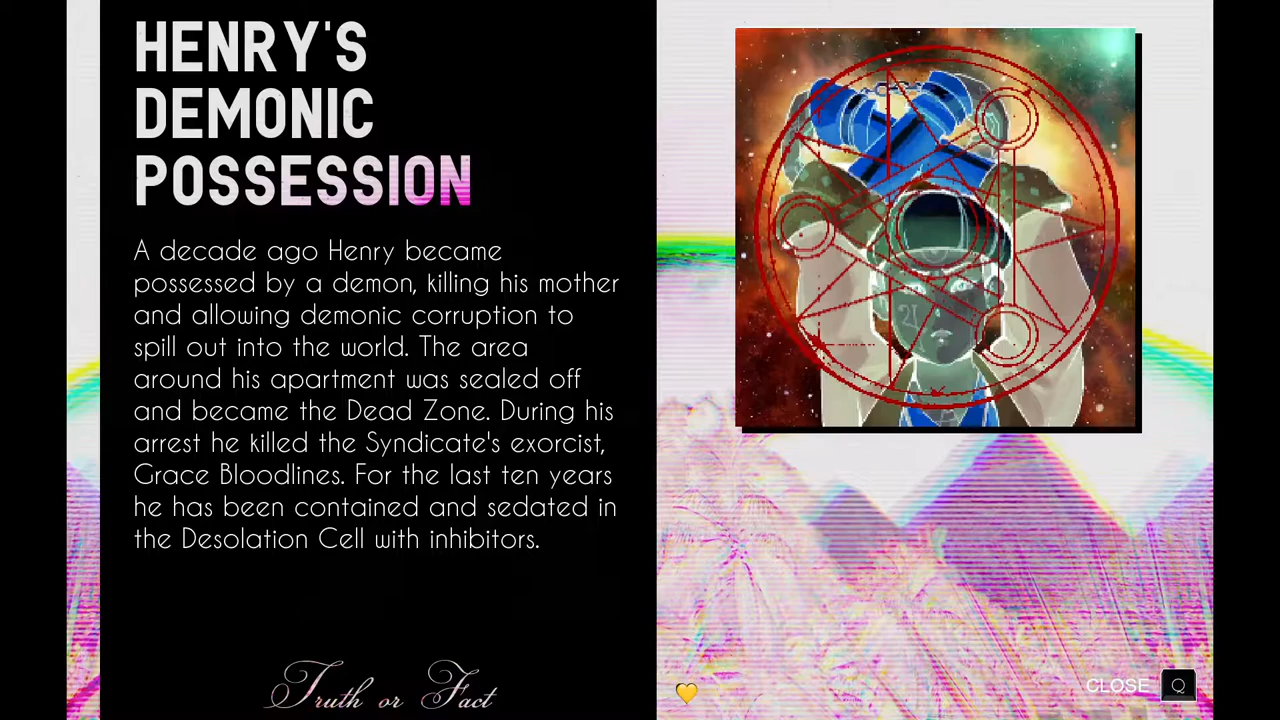 HENRY'S
DEMONIC
POSSESSION
A decade ago Henry became
possessed by a demon, killing his mother
and allowing demonic corruption to
spill out into the world. The area
around his apartment was sealed off
and became the Dead Zone. During his
arrest he killed the Syndicate's exorcist,
Grace Bloodlines. For the last ten years
he has been contained and sedated in
the Desolation Cell with inhibitors.
Truth or Fact
21
CLOSE Q